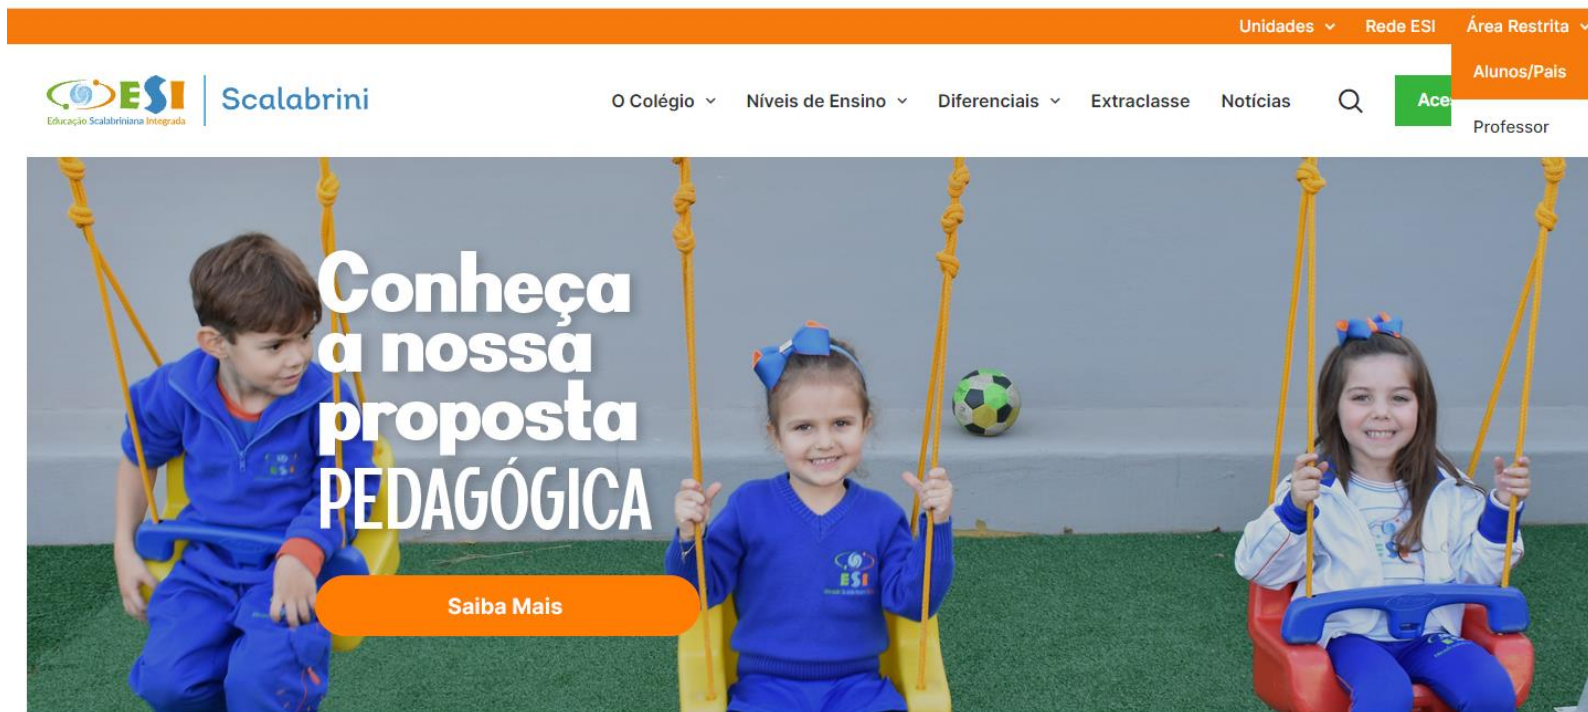 Unidades Rede ESI Área Restrita
Alunos/Pais
Professor
ESI
Educação Scalabriniana Integrada
Scalabrini
O Colégio Níveis de Ensino Diferenciais Extraclasse Notícias
Conheça
a nossa
proposta
PEDAGÓGICA
Saiba Mais
ESI